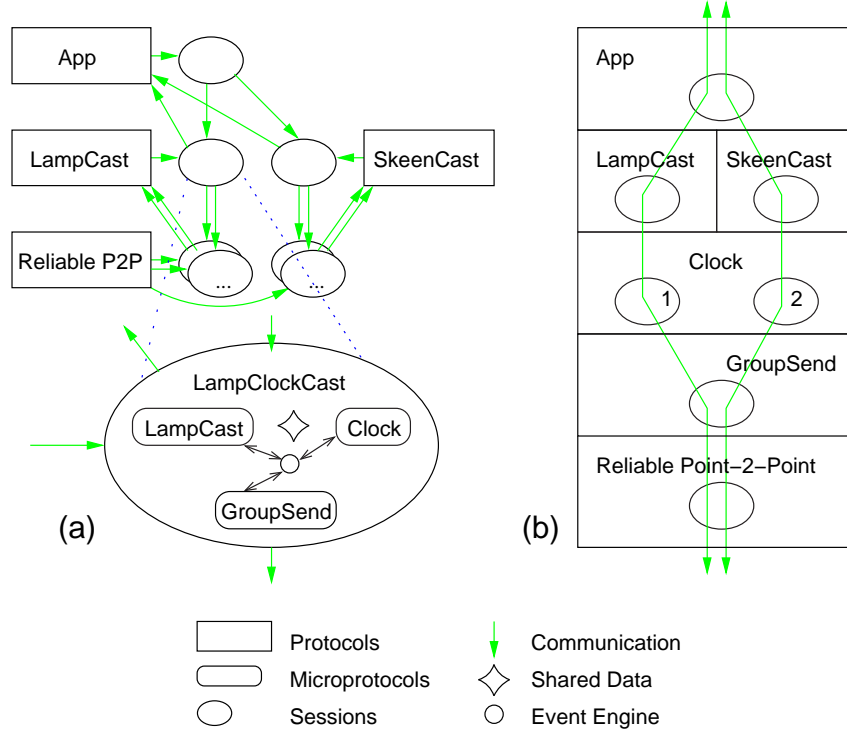 App
LampCast
SkeenCast
Reliable P2P
...
...
LampClockCast
LampCast
Clock
GroupSend
(a)
App
LampCast
SkeenCast
Clock
1
2
GroupSend
Reliable Point−2−Point
(b)
Protocols
Communication
Microprotocols
Shared Data
Sessions
Event Engine